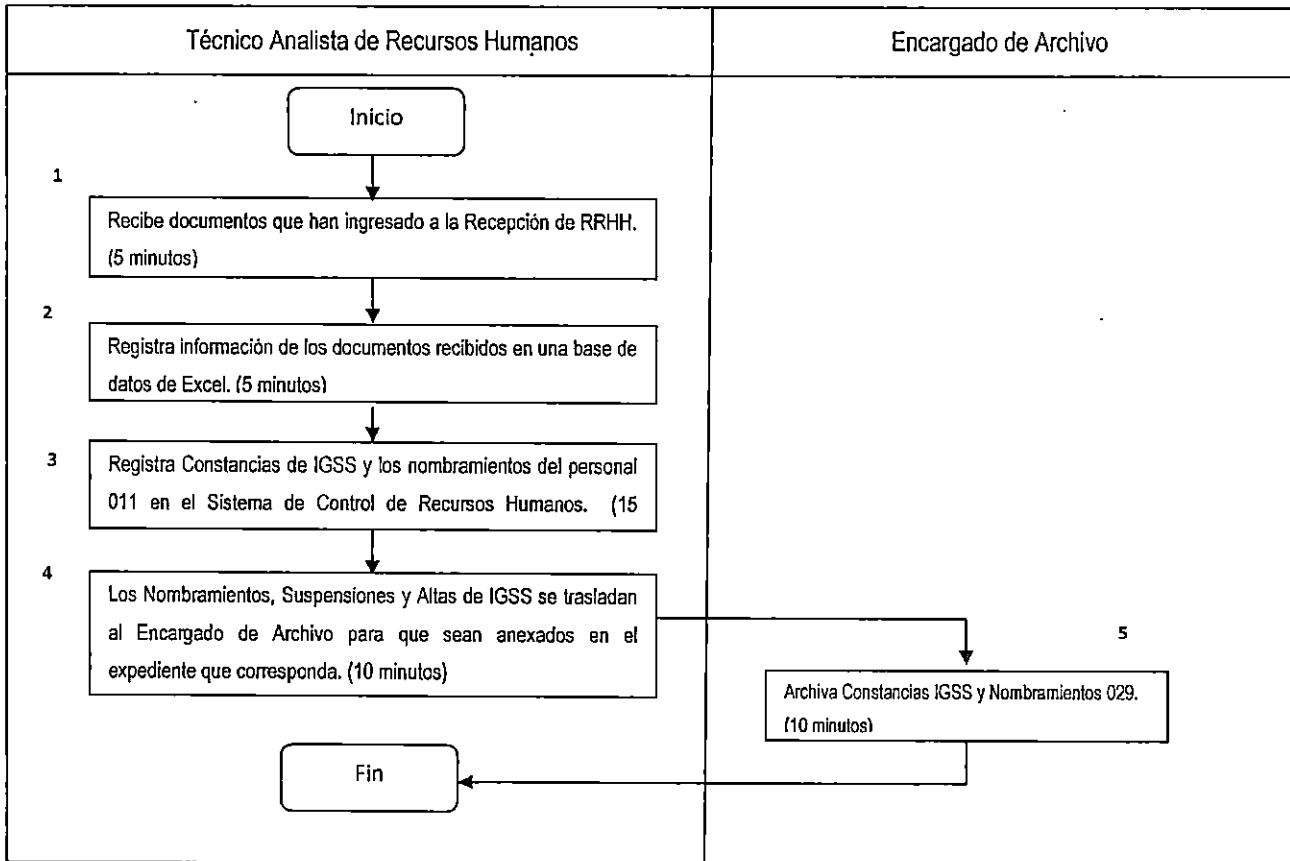 Técnico Analista de Recursos Humanos
Encargado de Archivo
Inicio
1
Recibe documentos que han ingresado a la Recepción de RRHH.
(5 minutos)
2
Registra información de los documentos recibidos en una base de
datos de Excel. (5 minutos)
3
Registra Constancias de IGSS y los nombramientos del personal
011 en el Sistema de Control de Recursos Humanos. (15
4
Los Nombramientos, Suspensiones y Altas de IGSS se trasladan
al Encargado de Archivo para que sean anexados en el
expediente que corresponda. (10 minutos)
5
Archiva Constancias IGSS y Nombramientos 029.
(10 minutos)
Fin